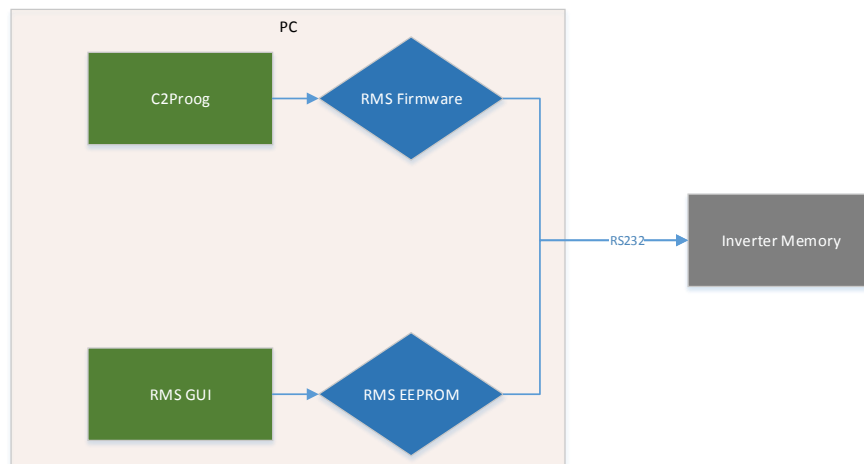 PC
C2Proog
RMS Firmware
RS232
Inverter Memory
RMS GUI
RMS EEPROM